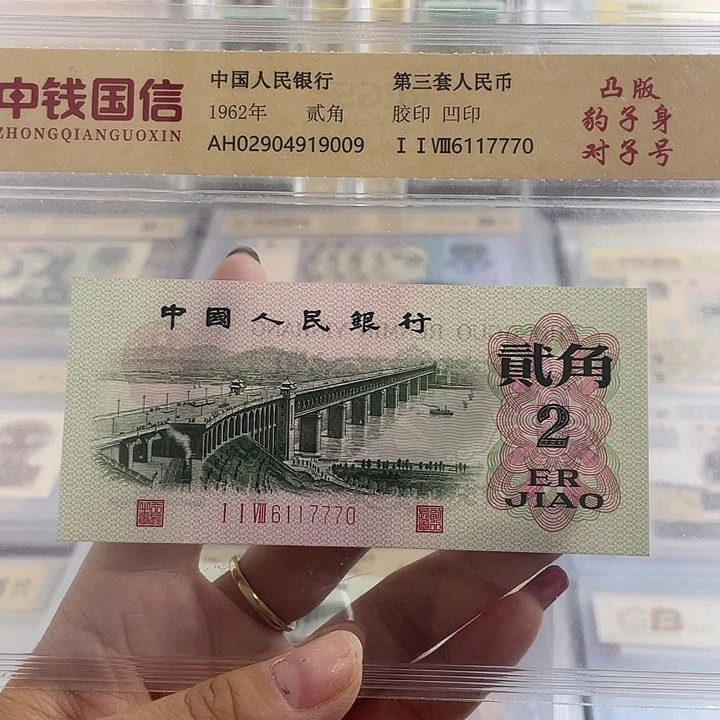 中钱国信
ZHONGQIANGUOXIN
中国人民银行
1962年 贰角
AH02904919009
第三套人民币
胶印 凹印
I I Ⅷ6117770
凸版
豹子身
对子号
中國人民銀行
貳角
2
ER
JIAO
I I Ⅷ6117770